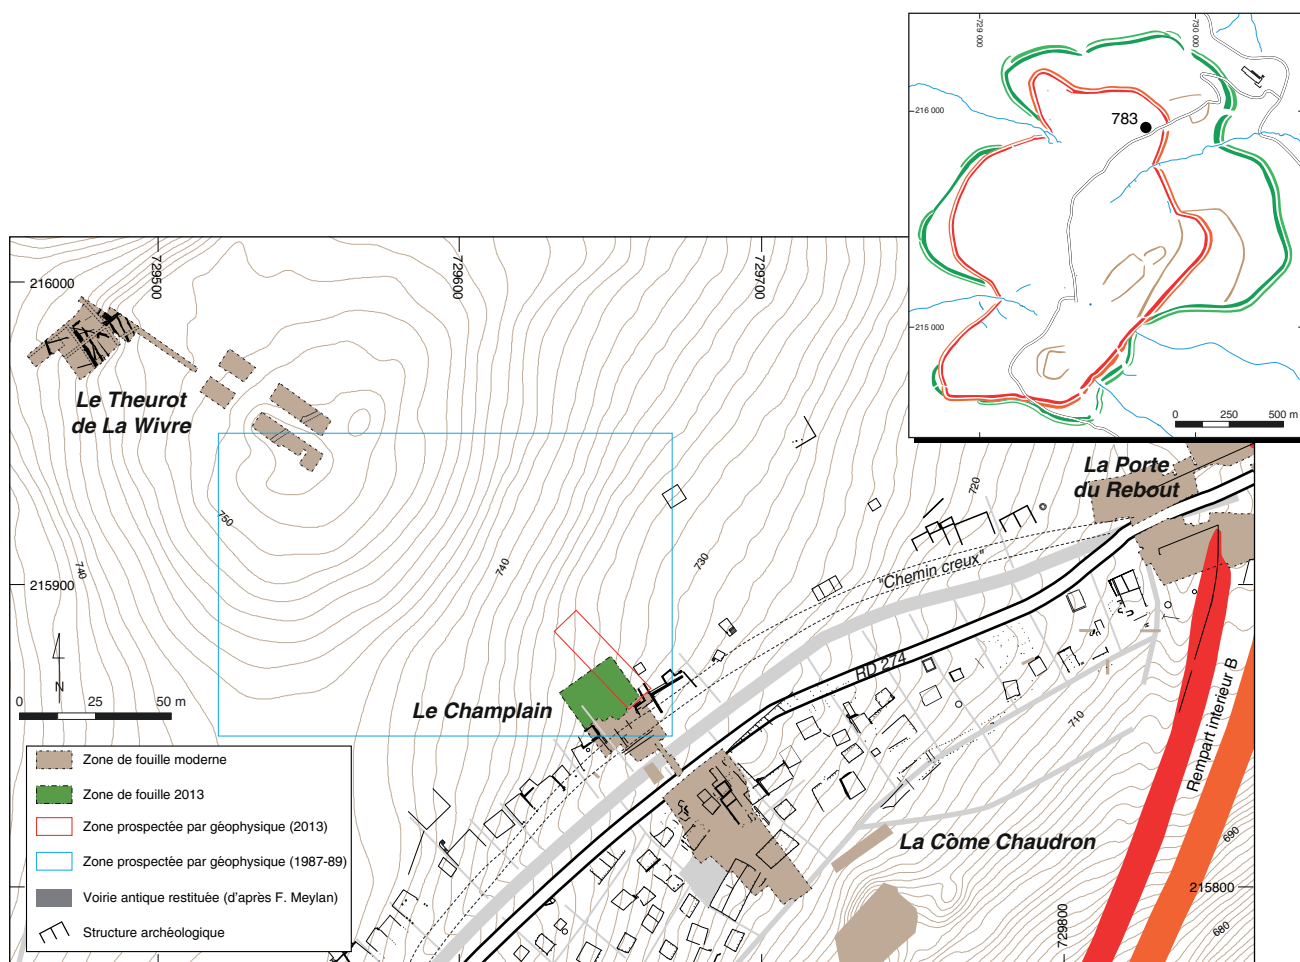 729 000
730 000
216 000
783
215 000
0 250 500 m
216000
729500
729600
729700
Le Theurot
de La Wivre
La Porte
du Rebout
750
740
740
730
720
"Chemin creux"
215900
RD 274
N
0 25 50 m
Le Champlain
710
Rempart interieur B
La Côme Chaudron
690
215800
729800
680
Zone de fouille moderne
Zone de fouille 2013
Zone prospectée par géophysique (2013)
Zone prospectée par géophysique (1987-89)
Voirie antique restituée (d'après F. Meylan)
Structure archéologique